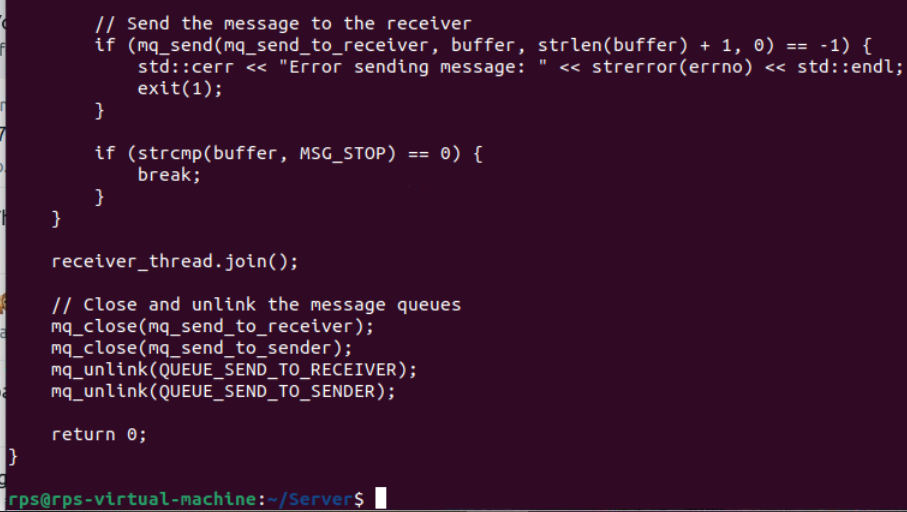 // Send the message to the receiver
        if (mq_send(mq_send_to_receiver, buffer, strlen(buffer) + 1, 0) == -1) {
            std::cerr << "Error sending message: " << strerror(errno) << std::endl;
            exit(1);
        }

        if (strcmp(buffer, MSG_STOP) == 0) {
            break;
        }
    }

    receiver_thread.join();

    // Close and unlink the message queues
    mq_close(mq_send_to_receiver);
    mq_close(mq_send_to_sender);
    mq_unlink(QUEUE_SEND_TO_RECEIVER);
    mq_unlink(QUEUE_SEND_TO_SENDER);

    return 0;
}

rps@rps-virtual-machine:~/Server$